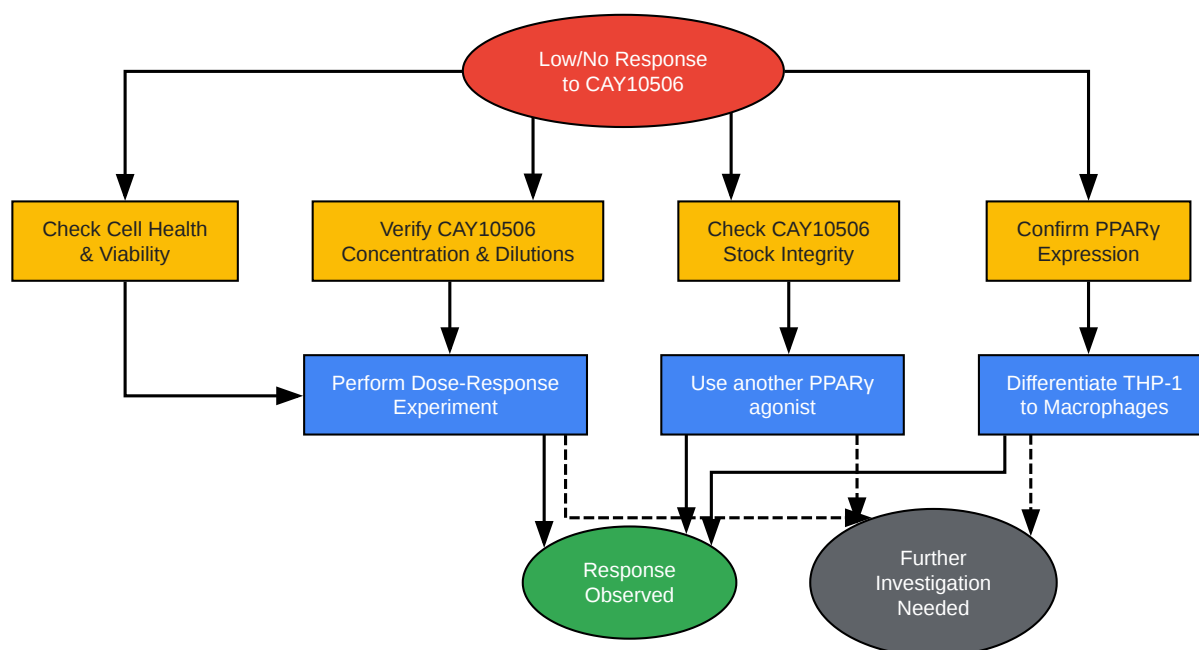 Low/No Response
to CAY10506
Check Cell Health
& Viability
Verify CAY10506
Concentration & Dilutions
Check CAY10506
Stock Integrity
Confirm PPARγ
Expression
Perform Dose-Response
Experiment
Use another PPARγ
agonist
Differentiate THP-1
to Macrophages
Response
Observed
Further
Investigation
Needed